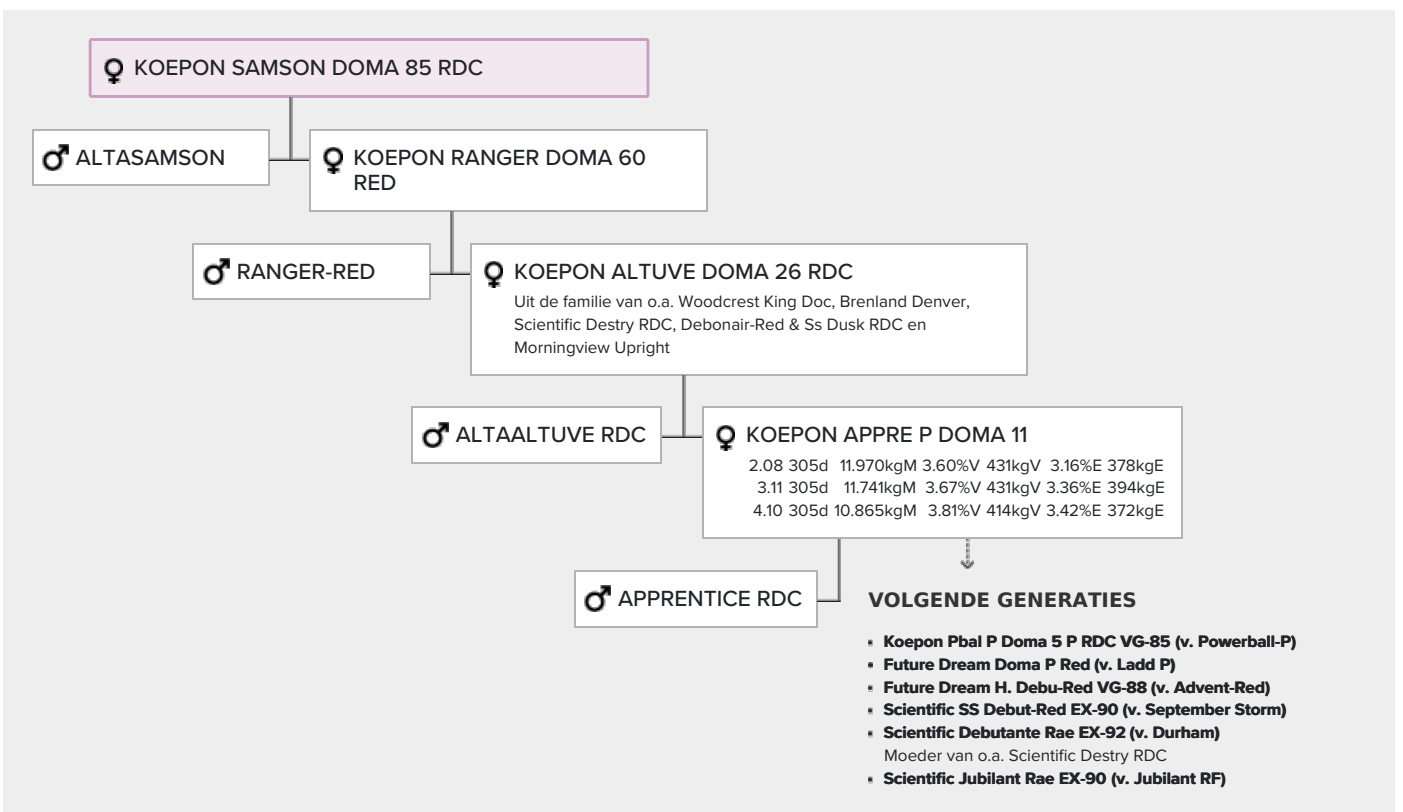 KOEPON SAMSON DOMA 85 RDC
ALTASAMSON
KOEPON RANGER DOMA 60
RED
RANGER-RED
KOEPON ALTUVE DOMA 26 RDC
Uit de familie van o.a. Woodcrest King Doc, Brenland Denver,
Scientific Destry RDC, Debonair-Red & Ss Dusk RDC en
Morningview Upright
ALTAALTUVE RDC
KOEPON APPRE P DOMA 11
2.08 305d 11.970kgM 3.60%V 431kgV 3.16%E 378kgE
3.11 305d 11.741kgM 3.67%V 431kgV 3.36%E 394kgE
4.10 305d 10.865kgM 3.81%V 414kgV 3.42%E 372kgE
APPRENTICE RDC
VOLGENDE GENERATIES
• Koepon Pbal P Doma 5 P RDC VG-85 (v. Powerball-P)
• Future Dream Doma P Red (v. Ladd P)
• Future Dream H. Debu-Red VG-88 (v. Advent-Red)
• Scientific SS Debut-Red EX-90 (v. September Storm)
• Scientific Debutante Rae EX-92 (v. Durham)
Moeder van o.a. Scientific Destry RDC
• Scientific Jubilant Rae EX-90 (v. Jubilant RF)